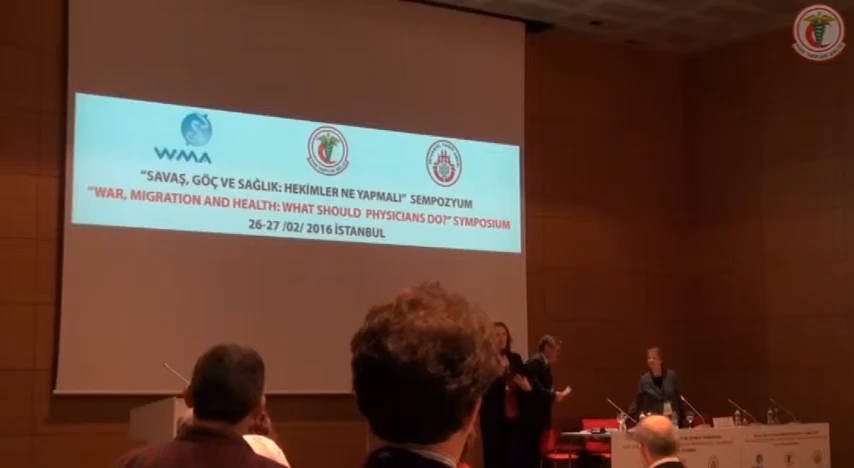 WMA
"SAVAŞ, GÖÇ VE SAĞLIK: HEKİMLER NE YAPMALI" SEMPOZYUM
"WAR, MIGRATION AND HEALTH: WHAT SHOULD PHYSICIANS DO?" SYMPOSIUM
26-27 /02/ 2016 İSTANBUL